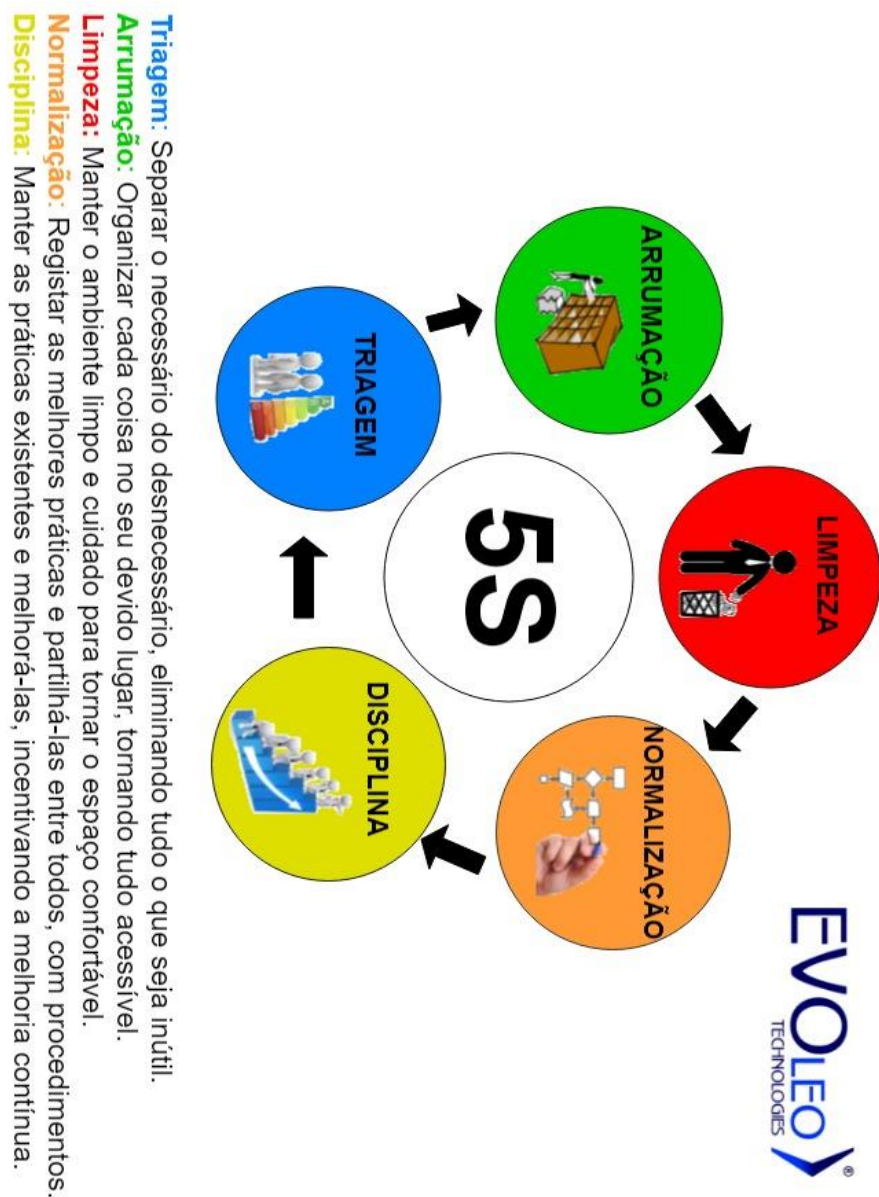 EVOLEO
TECHNOLOGIES
®
LIMPEZA
ARRUMAÇÃO
NORMALIZAÇÃO
5S
TRIAGEM
DISCIPLINA
Triagem: Separar o necessário do desnecessário, eliminando tudo o que seja inútil.
Arrumação: Organizar cada coisa no seu devido lugar, tornando tudo acessível.
Limpeza: Manter o ambiente limpo e cuidado para tornar o espaço confortável.
Normalização: Registar as melhores práticas e partilhá-las entre todos, com procedimentos.
Disciplina: Manter as práticas existentes e melhorá-las, incentivando a melhoria contínua.